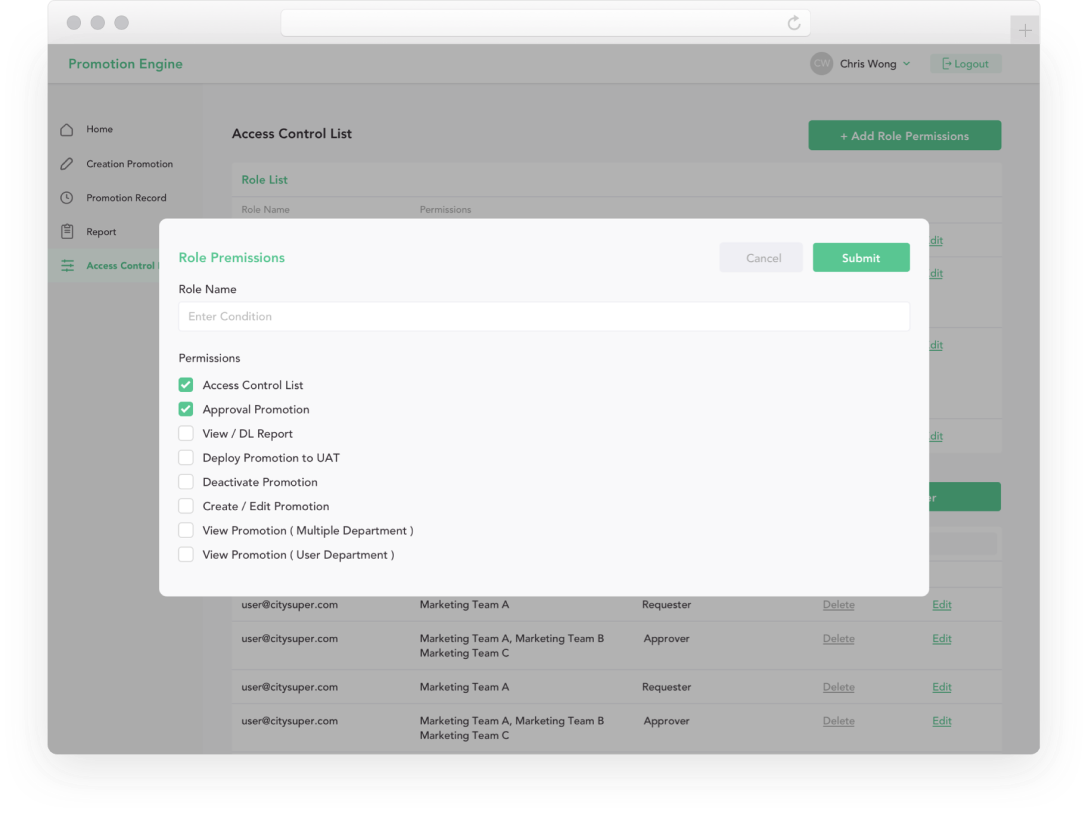 Promotion Engine
CW Chris Wong
Logout
Home
Creation Promotion
Promotion Record
Report
Access Control
Access Control List
+ Add Role Permissions
Role List
Role Name Permissions
dit
dit
dit
dit
er
Role Premissions
Cancel
Submit
Role Name
Enter Condition
Permissions
Access Control List
Approval Promotion
View / DL Report
Deploy Promotion to UAT
Deactivate Promotion
Create / Edit Promotion
View Promotion ( Multiple Department )
View Promotion ( User Department )
user@citysuper.com Marketing Team A Requester Delete Edit
user@citysuper.com Marketing Team A, Marketing Team B Approver Delete Edit
Marketing Team C
user@citysuper.com Marketing Team A Requester Delete Edit
user@citysuper.com Marketing Team A, Marketing Team B Approver Delete Edit
Marketing Team C